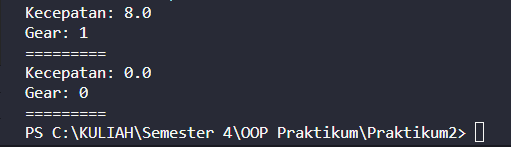 Kecepatan: 8.0
Gear: 1
=========
Kecepatan: 0.0
Gear: 0
=========
PS C:\KULIAH\Semester 4\OOP Praktikum\Praktikum2>